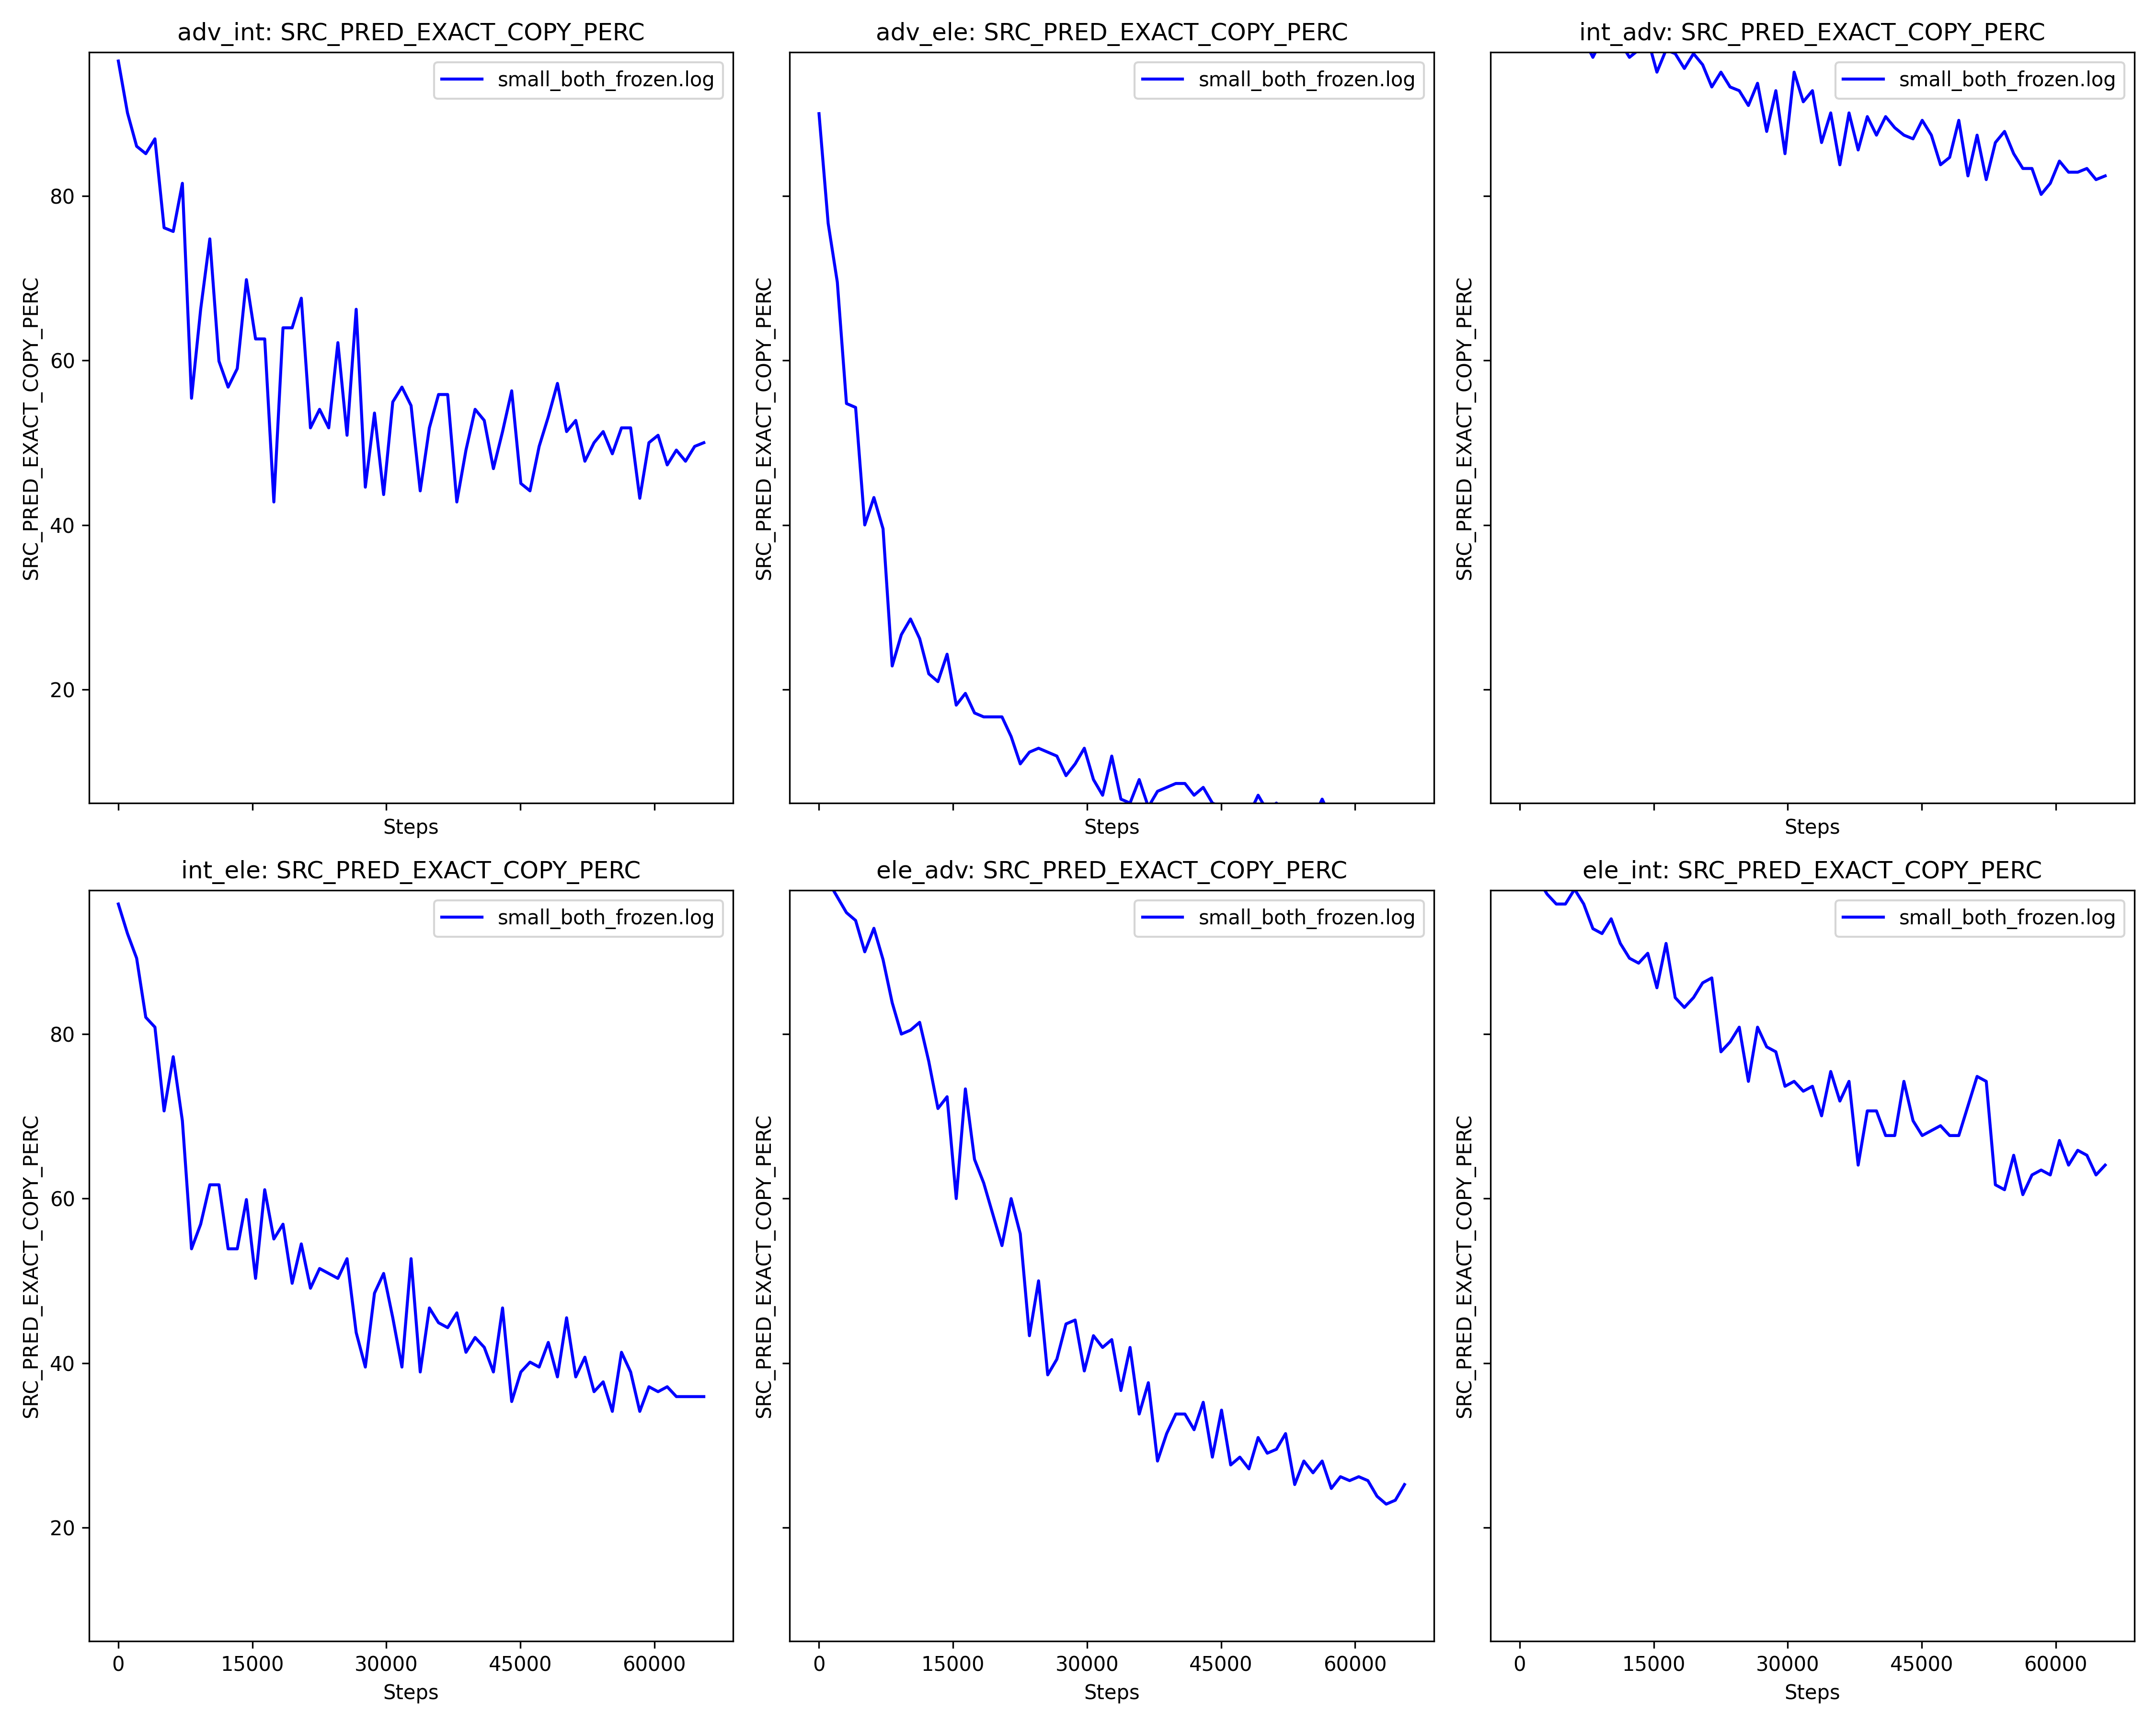 adv_int: SRC_PRED_EXACT_COPY_PERC
adv_ele: SRC_PRED_EXACT_COPY_PERC
int_adv: SRC_PRED_EXACT_COPY_PERC
small_both_frozen.log
small_both_frozen.log
small_both_frozen.log
SRC_PRED_EXACT_COPY_PERC
SRC_PRED_EXACT_COPY_PERC
SRC_PRED_EXACT_COPY_PERC
80
60
40
20
Steps
Steps
Steps
int_ele: SRC_PRED_EXACT_COPY_PERC
ele_adv: SRC_PRED_EXACT_COPY_PERC
ele_int: SRC_PRED_EXACT_COPY_PERC
small_both_frozen.log
small_both_frozen.log
small_both_frozen.log
SRC_PRED_EXACT_COPY_PERC
SRC_PRED_EXACT_COPY_PERC
SRC_PRED_EXACT_COPY_PERC
80
60
40
20
0 15000 30000 45000 60000
0 15000 30000 45000 60000
0 15000 30000 45000 60000
Steps
Steps
Steps